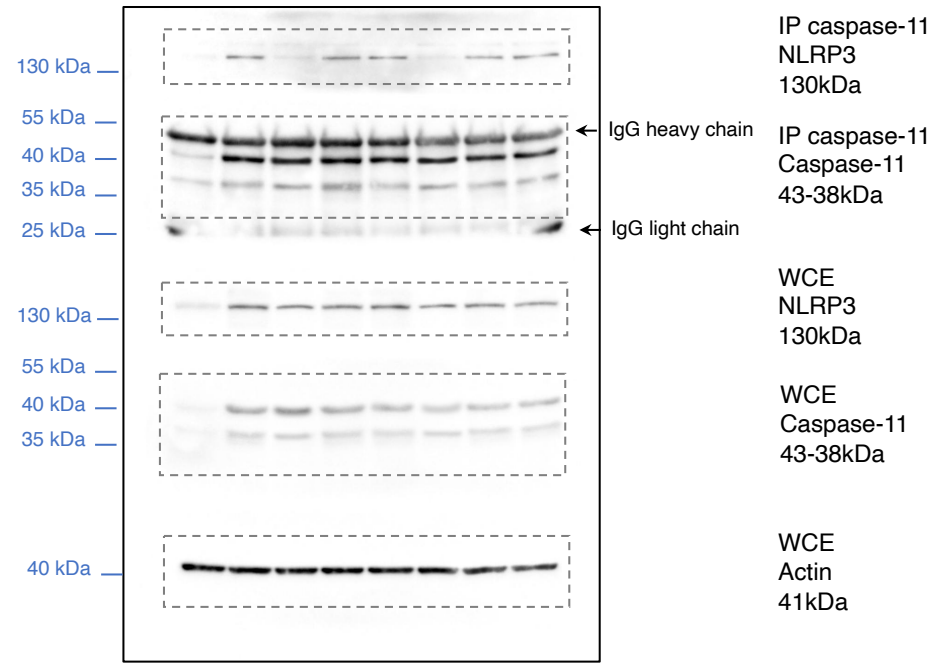 IP caspase-11
NLRP3
130kDa
130 kDa
55 kDa
IgG heavy chain
IP caspase-11
Caspase-11
43-38kDa
40 kDa
35 kDa
25 kDa
IgG light chain
WCE
NLRP3
130kDa
130 kDa
55 kDa
40 kDa
35 kDa
WCE
Caspase-11
43-38kDa
WCE
Actin
41kDa
40 kDa